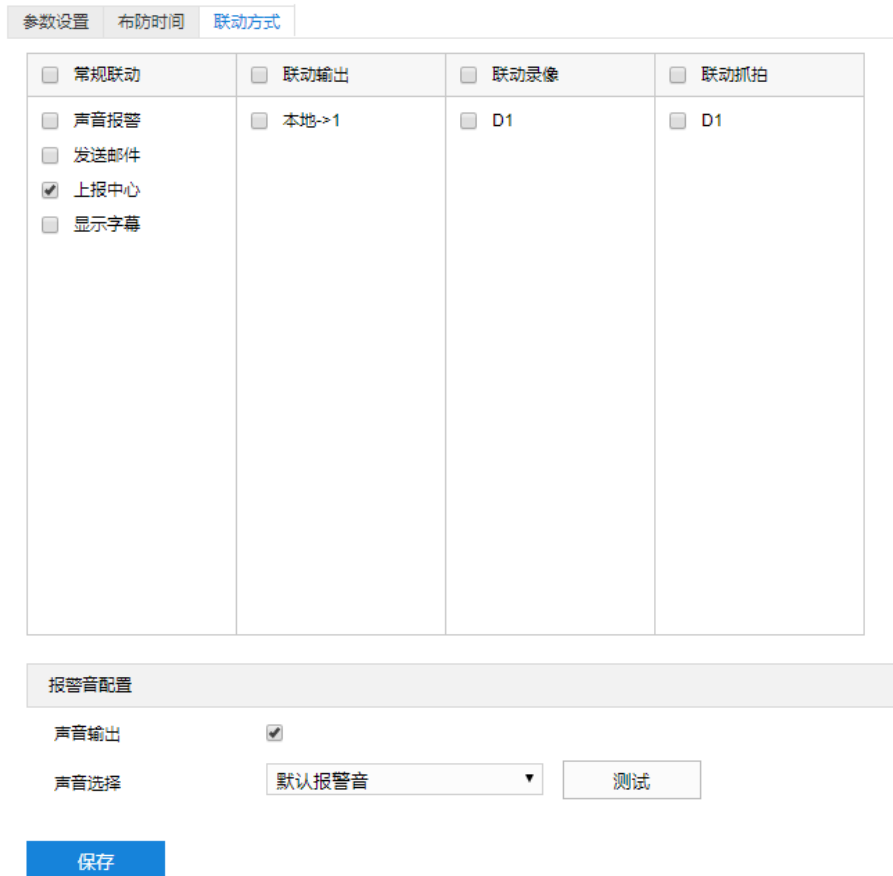 参数设置 布防时间 联动方式
常规联动 联动输出 联动录像 联动抓拍
声音报警 本地->1 D1 D1
发送邮件
上报中心
显示字幕
报警音配置
声音输出
声音选择 默认报警音 测试
保存